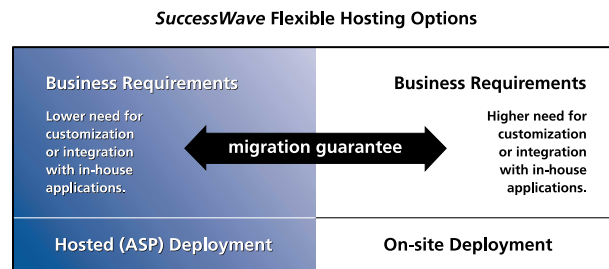 SuccessWave Flexible Hosting Options
Business Requirements
Lower need for
customization
or integration
with in-house
applications.
migration guarantee
Business Requirements
Higher need for
customization
or integration
with in-house
applications.
Hosted (ASP) Deployment
On-site Deployment